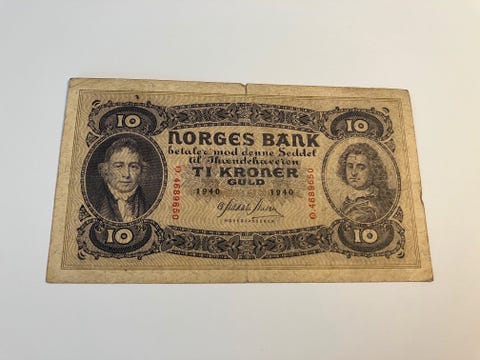 10
10
NORGES BANK
betaler mod denne Seddel
til Ihændehaveren
TI KRONER
GULD
1940
1940
O.4689650
O.4689650
10
10